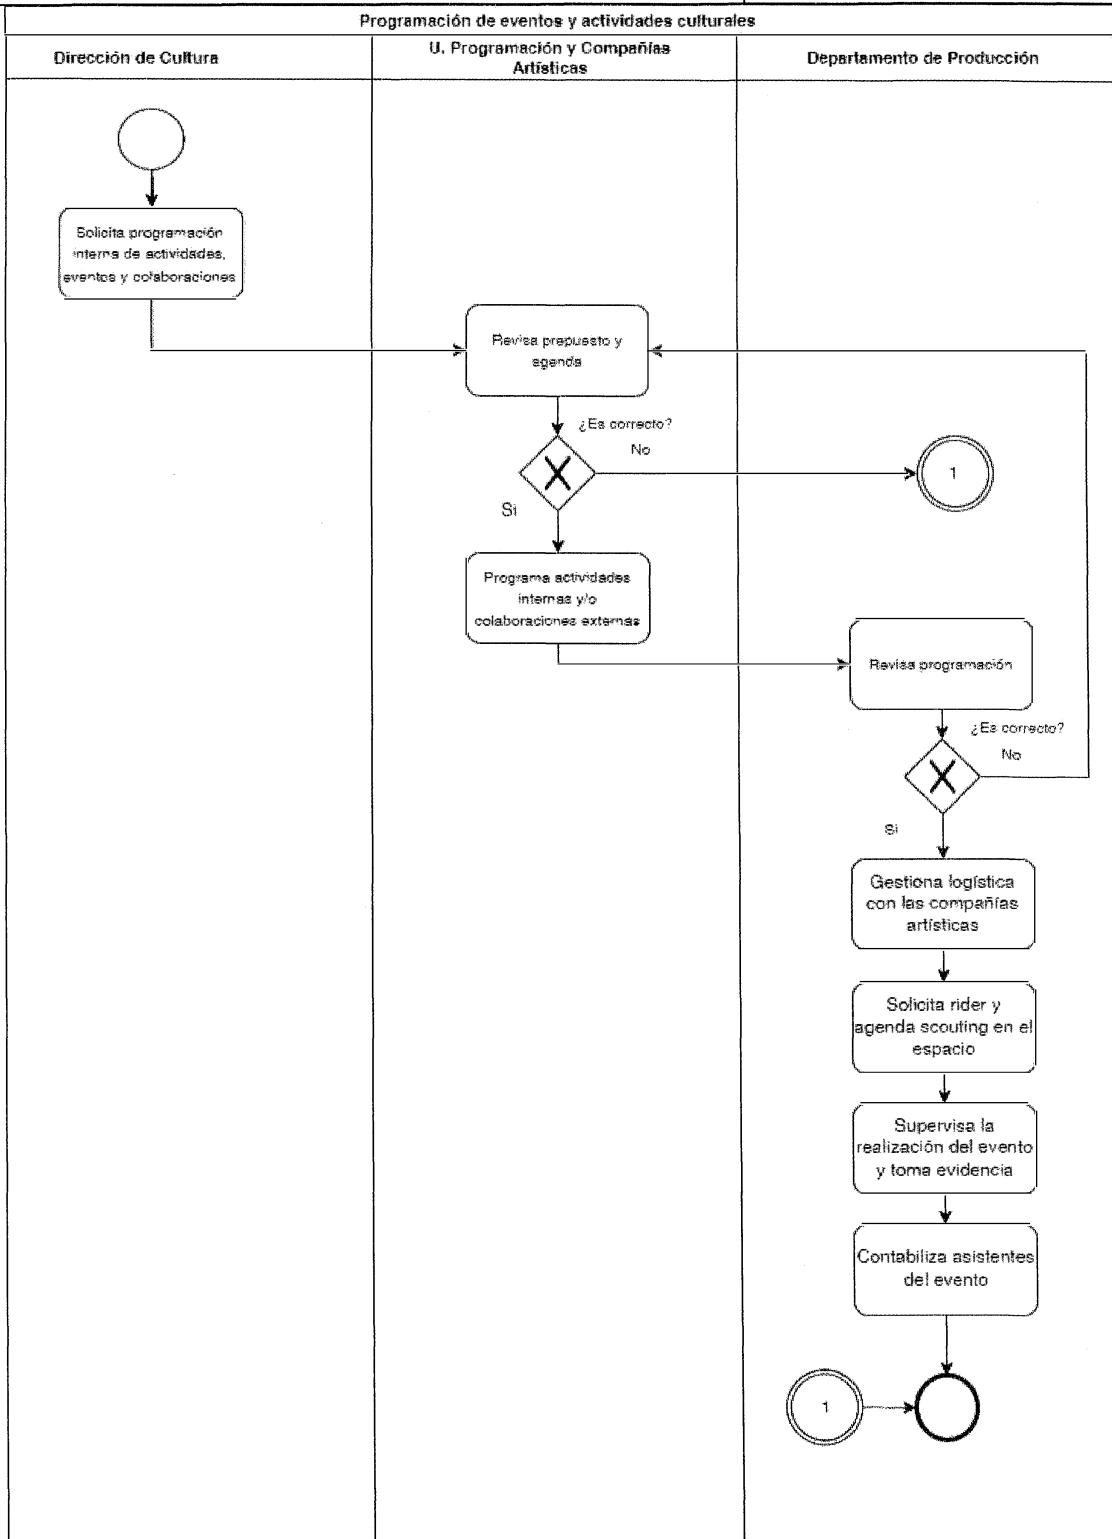 Programación de eventos y actividades culturales
Dirección de Cultura
U. Programación y Compañías
Artísticas
Departamento de Producción
Solicita programación
interna de actividades,
eventos y colaboraciones
Revisa prepuesto y
agenda
¿Es correcto?
No
1
Si
Programa actividades
internas y/o
colaboraciones externas
Revisa programación
¿Es correcto?
No
Si
Gestiona logística
con las compañías
artísticas
Solicita rider y
agenda scouting en el
espacio
Supervisa la
realización del evento
y toma evidencia
Contabiliza asistentes
del evento
1